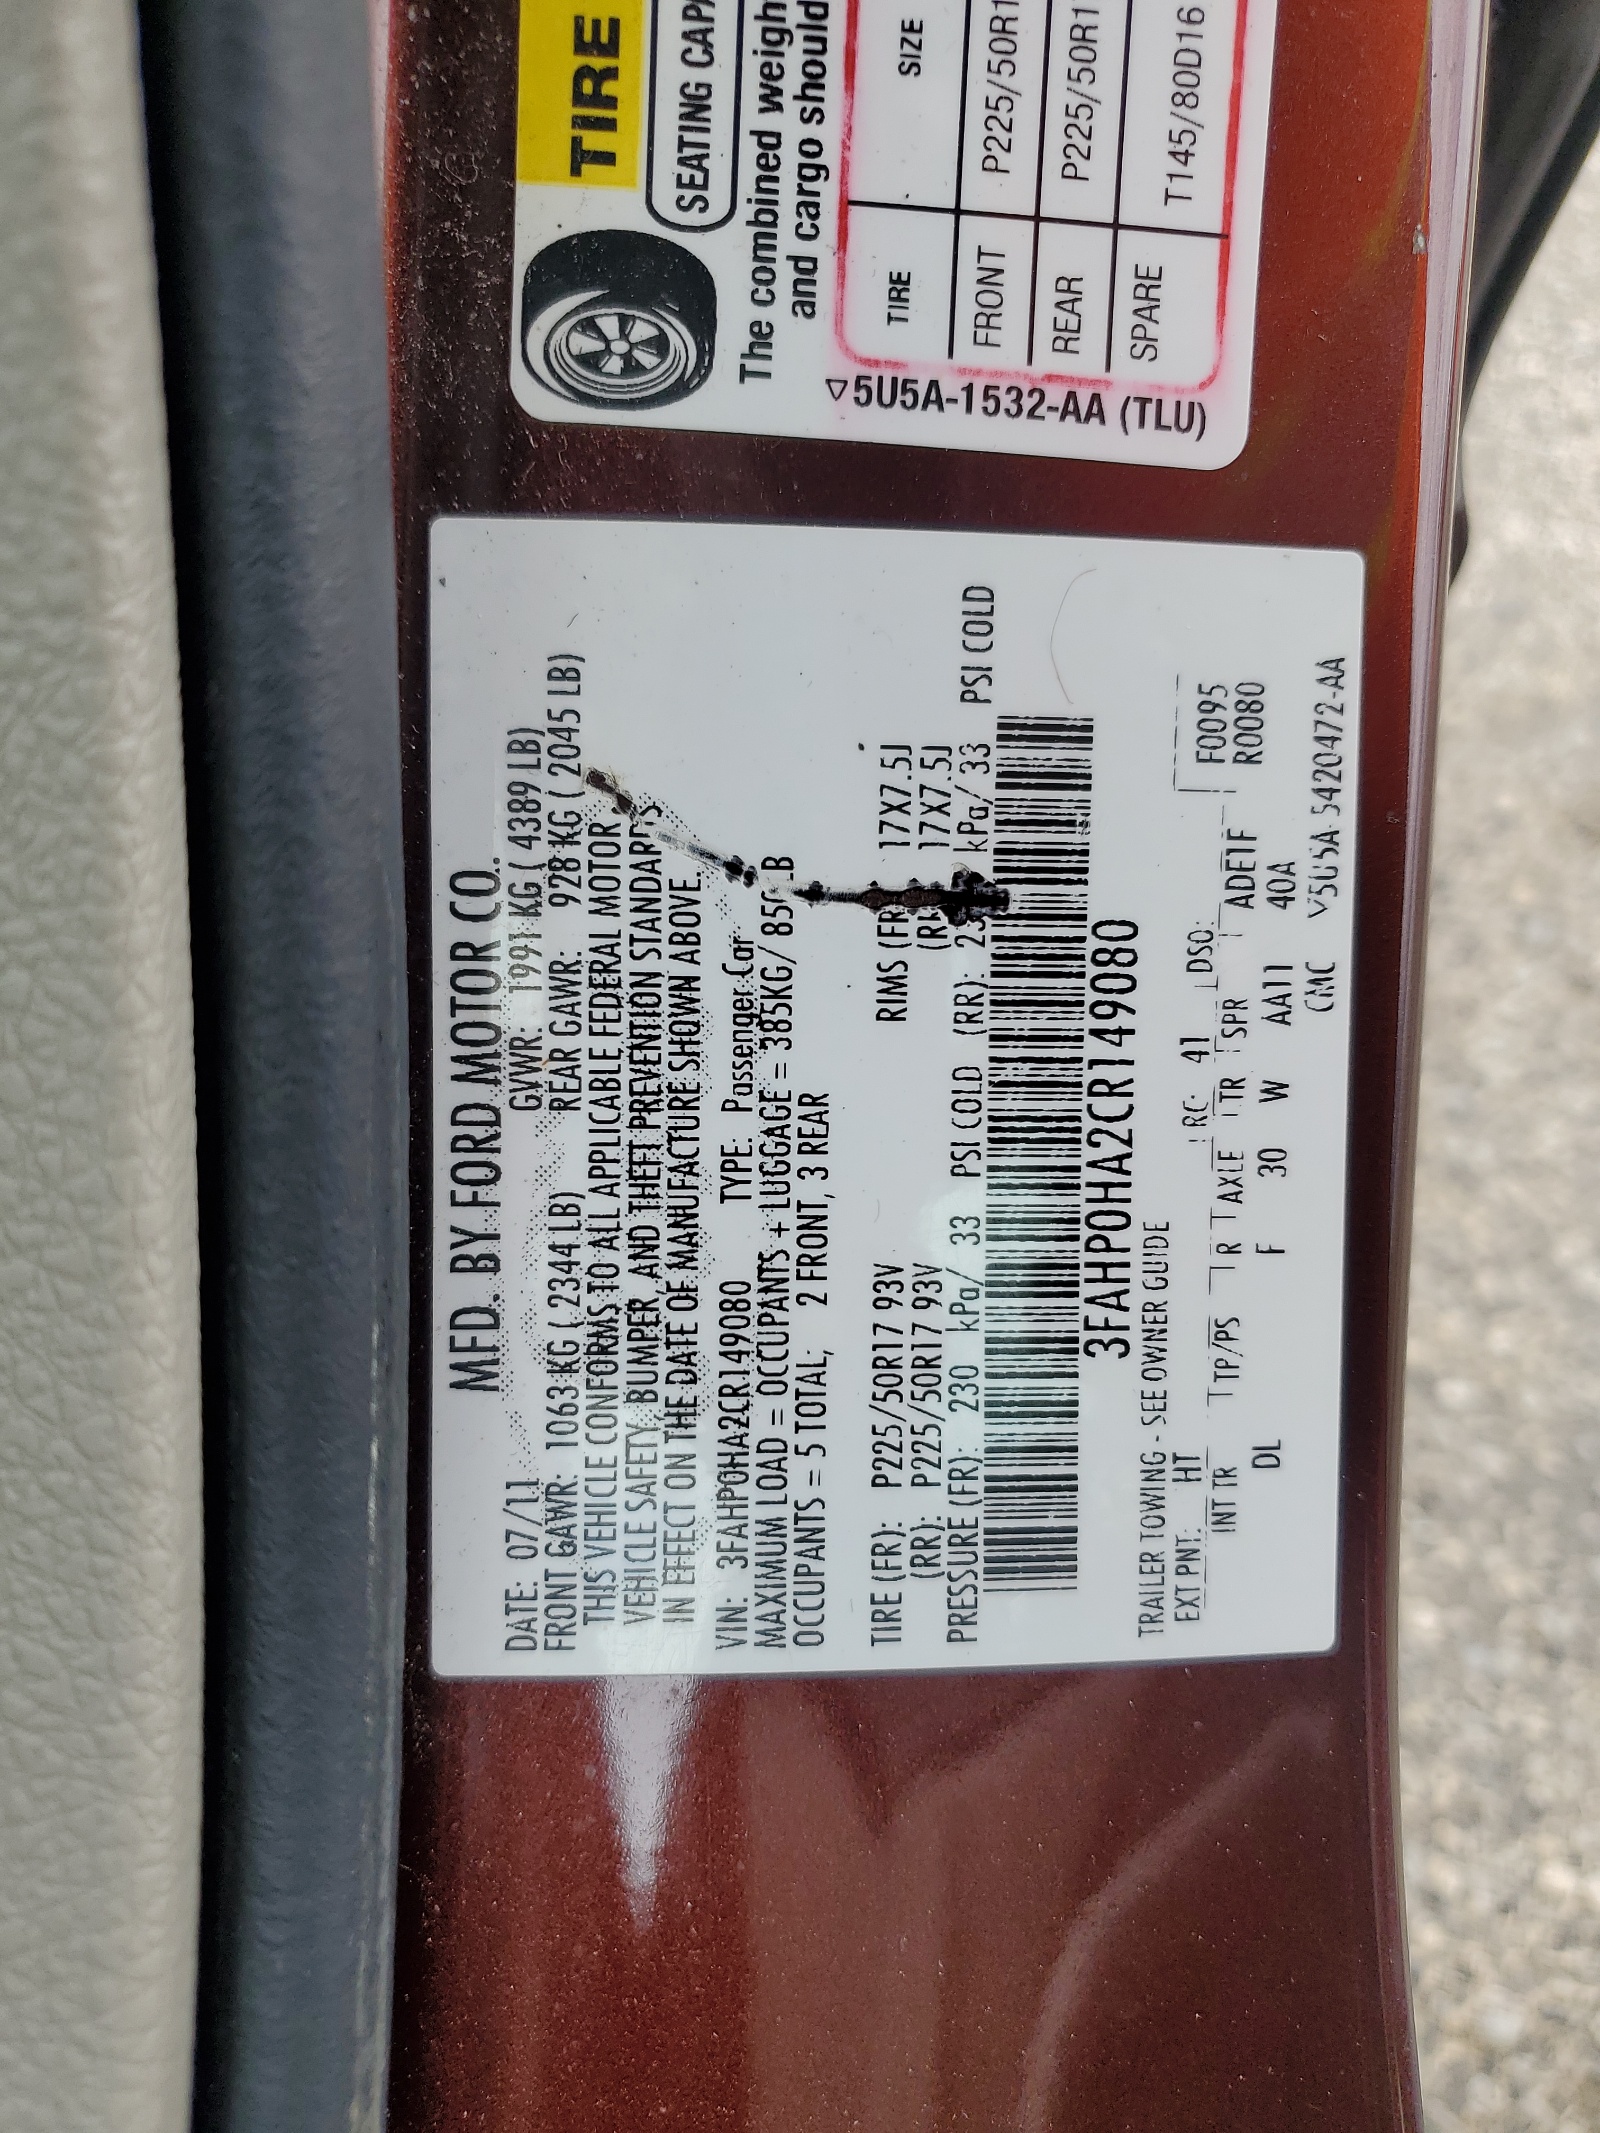 MFD. BY FORD MOTOR CO.
DATE: 07/11 GVWR: 1991 KG ( 4389 LB)
FRONT GAWR: 1063 KG ( 2344 LB) REAR GAWR: 928 KG ( 2045 LB)
THIS VEHICLE CONFORMS TO ALL APPLICABLE FEDERAL MOTOR
VEHICLE SAFETY, BUMPER, AND THEFT PREVENTION STANDARDS
IN EFFECT ON THE DATE OF MANUFACTURE SHOWN ABOVE.
VIN: 3FAHP0HA2CR149080 TYPE: Passenger Car
MAXIMUM LOAD = OCCUPANTS + LUGGAGE = 385KG/ 850 LB
OCCUPANTS = 5 TOTAL; 2 FRONT, 3 REAR
TIRE (FR): P225/50R17 93V RIMS (FR 17X7.5J
(RR): P225/50R17 93V (R 17X7.5J
PRESSURE (FR): 230 kPa/ 33 PSI COLD (RR): 23 kPa/ 33 PSI COLD
3FAHP0HA2CR149080
TRAILER TOWING - SEE OWNER GUIDE
EXT PNT: HT RC: 41 DSO: F0095
INT TR TP/PS R AXLE TR SPR ADETF R0080
DL F 30 W AA11 40A
CMC ▽5U5A-5420472-AA
TIRE
SEATING CAPA
The combined weigh
and cargo should
TIRE SIZE
FRONT P225/50R1
REAR P225/50R1
SPARE T145/80D16
▽5U5A-1532-AA (TLU)